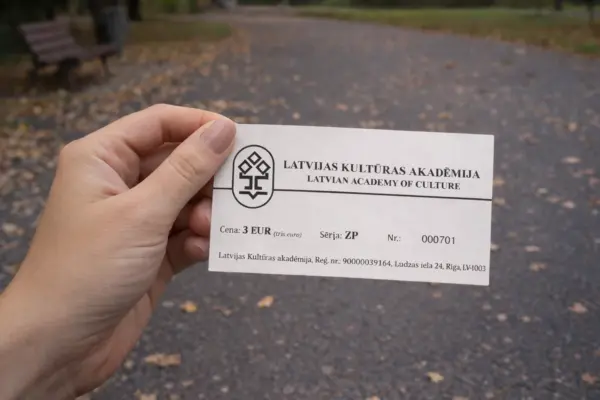 LATVIJAS KULTŪRAS AKADĒMIJA
LATVIAN ACADEMY OF CULTURE
Cena: 3 EUR (trīs euro) Sērija: ZP Nr.: 000701
Latvijas Kultūras akadēmija, Reģ. nr.: 90000039164, Ludzas iela 24, Rīga, LV-1003